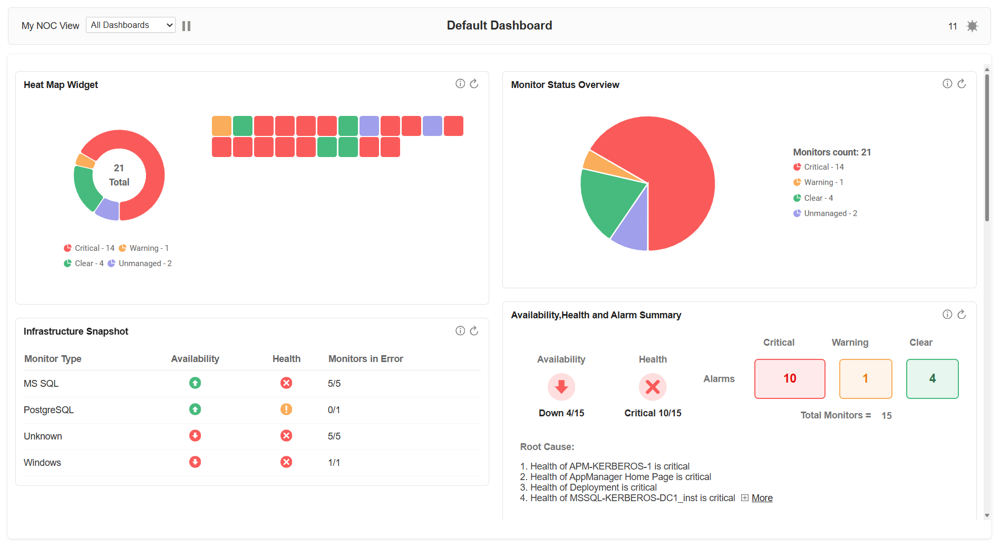 My NOC View All Dashboards
Default Dashboard
11
Heat Map Widget
21
Total
Critical - 14 Warning - 1
Clear - 4 Unmanaged - 2
Monitor Status Overview
Monitors count: 21
Critical - 14
Warning - 1
Clear - 4
Unmanaged - 2
Infrastructure Snapshot
Monitor Type Availability Health Monitors in Error
MS SQL 5/5
PostgreSQL 0/1
Unknown 5/5
Windows 1/1
Availability,Health and Alarm Summary
Critical Warning Clear
Availability Health
Alarms 10 1 4
Down 4/15 Critical 10/15
Total Monitors = 15
Root Cause:
1. Health of APM-KERBEROS-1 is critical
2. Health of AppManager Home Page is critical
3. Health of Deployment is critical
4. Health of MSSQL-KERBEROS-DC1_inst is critical More